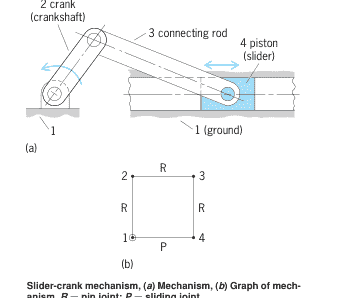 2 crank
(crankshaft)
3 connecting rod
4 piston
(slider)
1
1 (ground)
(a)
R
2
3
R
R
1
4
P
(b)
Slider-crank mechanism, (a) Mechanism, (b) Graph of mech-
anism. R = pin joint; P = sliding joint